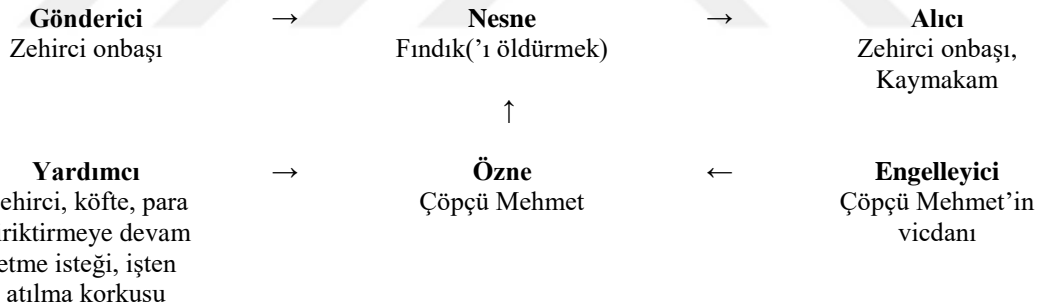 Gönderici → Nesne → Alıcı
Zehirci onbaşı Fındık('ı öldürmek) Zehirci onbaşı,
Kaymakam
↑
Yardımcı → Özne ← Engelleyici
ehirci, köfte, para Çöpçü Mehmet Çöpçü Mehmet’in
iriktirmeye devam vicdanı
etme isteği, işten
atılma korkusu